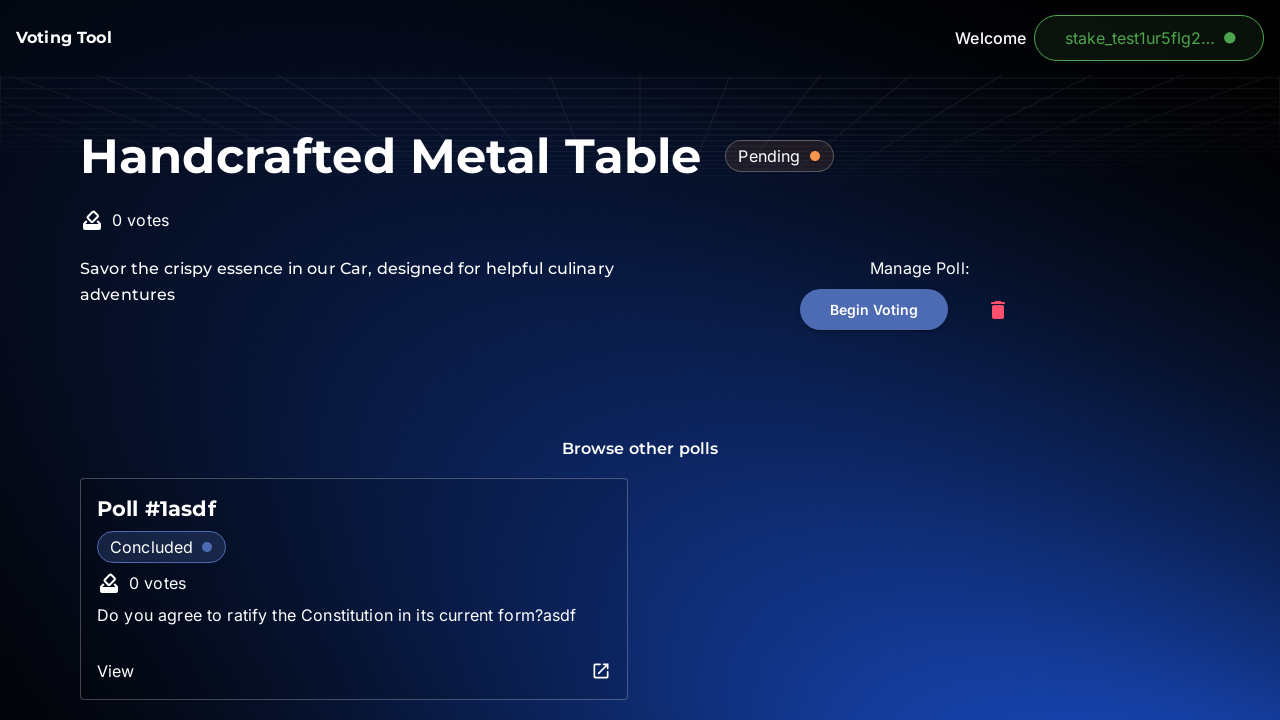 Voting Tool
Welcome
stake_test1ur5flg2...
Handcrafted Metal Table
Pending
0 votes
Savor the crispy essence in our Car, designed for helpful culinary
adventures
Manage Poll:
Begin Voting
Browse other polls
Poll #1asdf
Concluded
0 votes
Do you agree to ratify the Constitution in its current form?asdf
View